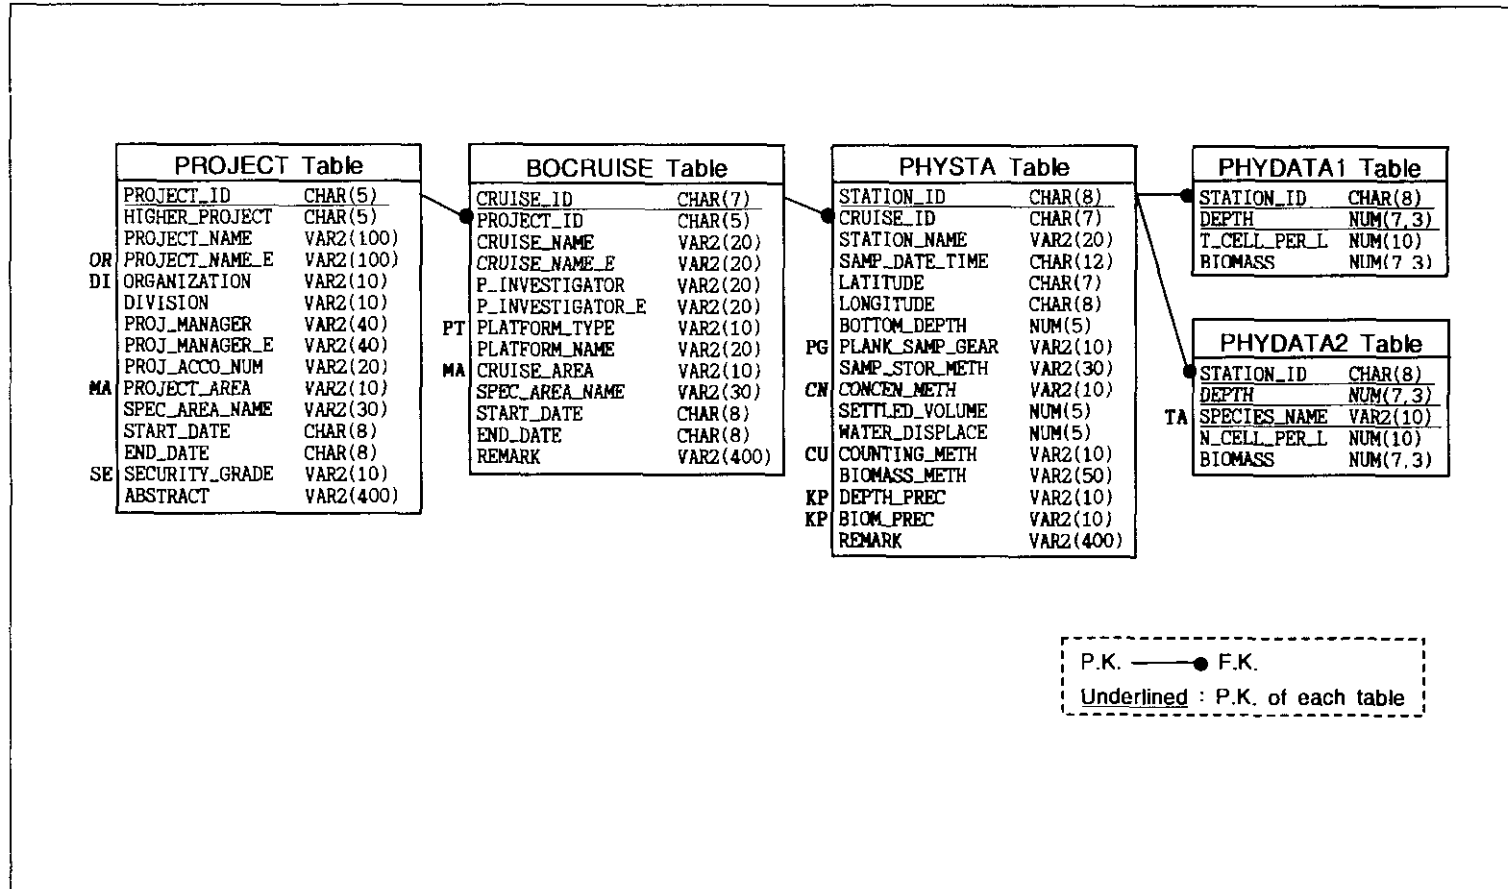 PROJECT Table
PROJECT_ID CHAR(5)
HIGHER_PROJECT CHAR(5)
PROJECT_NAME VAR2(100)
OR PROJECT_NAME_E VAR2(100)
DI ORGANIZATION VAR2(10)
DIVISION VAR2(10)
PROJ_MANAGER VAR2(40)
PROJ_MANAGER_E VAR2(40)
PROJ_ACCO_NUM VAR2(20)
MA PROJECT_AREA VAR2(10)
SPEC_AREA_NAME VAR2(30)
START_DATE CHAR(8)
END_DATE CHAR(8)
SE SECURITY_GRADE VAR2(10)
ABSTRACT VAR2(400)
BOCRUISE Table
CRUISE_ID CHAR(7)
PROJECT_ID CHAR(5)
CRUISE_NAME VAR2(20)
CRUISE_NAME_E VAR2(20)
P_INVESTIGATOR VAR2(20)
P_INVESTIGATOR_E VAR2(20)
PT PLATFORM_TYPE VAR2(10)
PLATFORM_NAME VAR2(20)
MA CRUISE_AREA VAR2(10)
SPEC_AREA_NAME VAR2(30)
START_DATE CHAR(8)
END_DATE CHAR(8)
REMARK VAR2(400)
PHYSTA Table
STATION_ID CHAR(8)
CRUISE_ID CHAR(7)
STATION_NAME VAR2(20)
SAMP_DATE_TIME CHAR(12)
LATITUDE CHAR(7)
LONGITUDE CHAR(8)
BOTTOM_DEPTH NUM(5)
PG PLANK_SAMP_GEAR VAR2(10)
SAMP_STOR_METH VAR2(30)
CN CONCEN_METH VAR2(10)
SETTLED_VOLUME NUM(5)
WATER_DISPLACE NUM(5)
CU COUNTING_METH VAR2(10)
BIOMASS_METH VAR2(50)
KP DEPTH_PREC VAR2(10)
KP BIOM_PREC VAR2(10)
REMARK VAR2(400)
PHYDATA1 Table
STATION_ID CHAR(8)
DEPTH NUM(7,3)
T_CELL_PER_L NUM(10)
BIOMASS NUM(7 3)
PHYDATA2 Table
STATION_ID CHAR(8)
DEPTH NUM(7,3)
TA SPECIES_NAME VAR2(10)
N_CELL_PER_L NUM(10)
BIOMASS NUM(7,3)
P.K. F.K.
Underlined : P.K. of each table